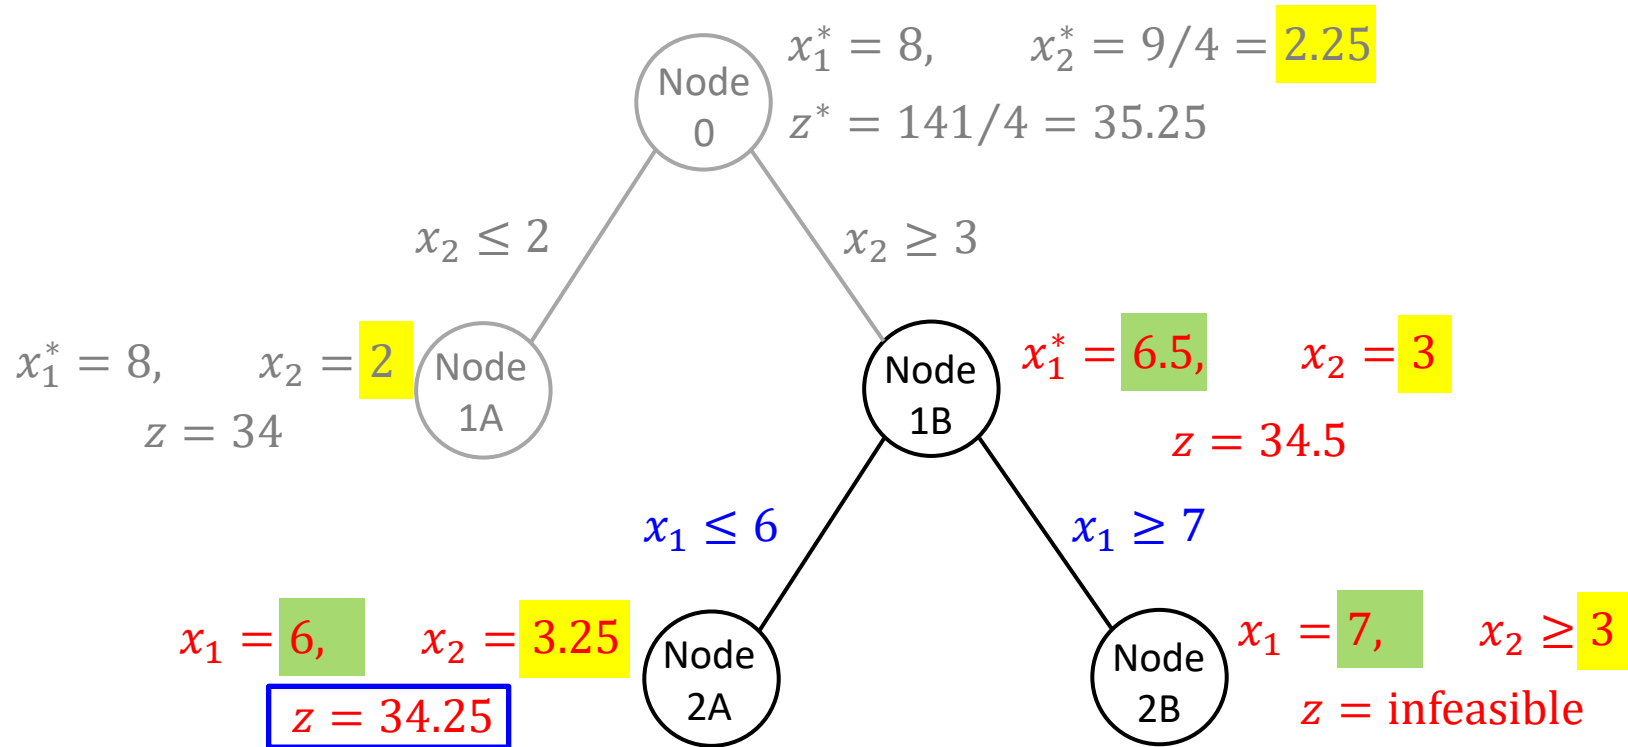 x₁* = 8, x₂* = 9/4 = 2.25
Node 0
z* = 141/4 = 35.25
x₂ ≤ 2
x₂ ≥ 3
x₁* = 8, x₂ = 2
z = 34
Node 1A
Node 1B
x₁* = 6.5, x₂ = 3
z = 34.5
x₁ ≤ 6
x₁ ≥ 7
x₁ = 6, x₂ = 3.25
z = 34.25
Node 2A
Node 2B
x₁ = 7, x₂ ≥ 3
z = infeasible